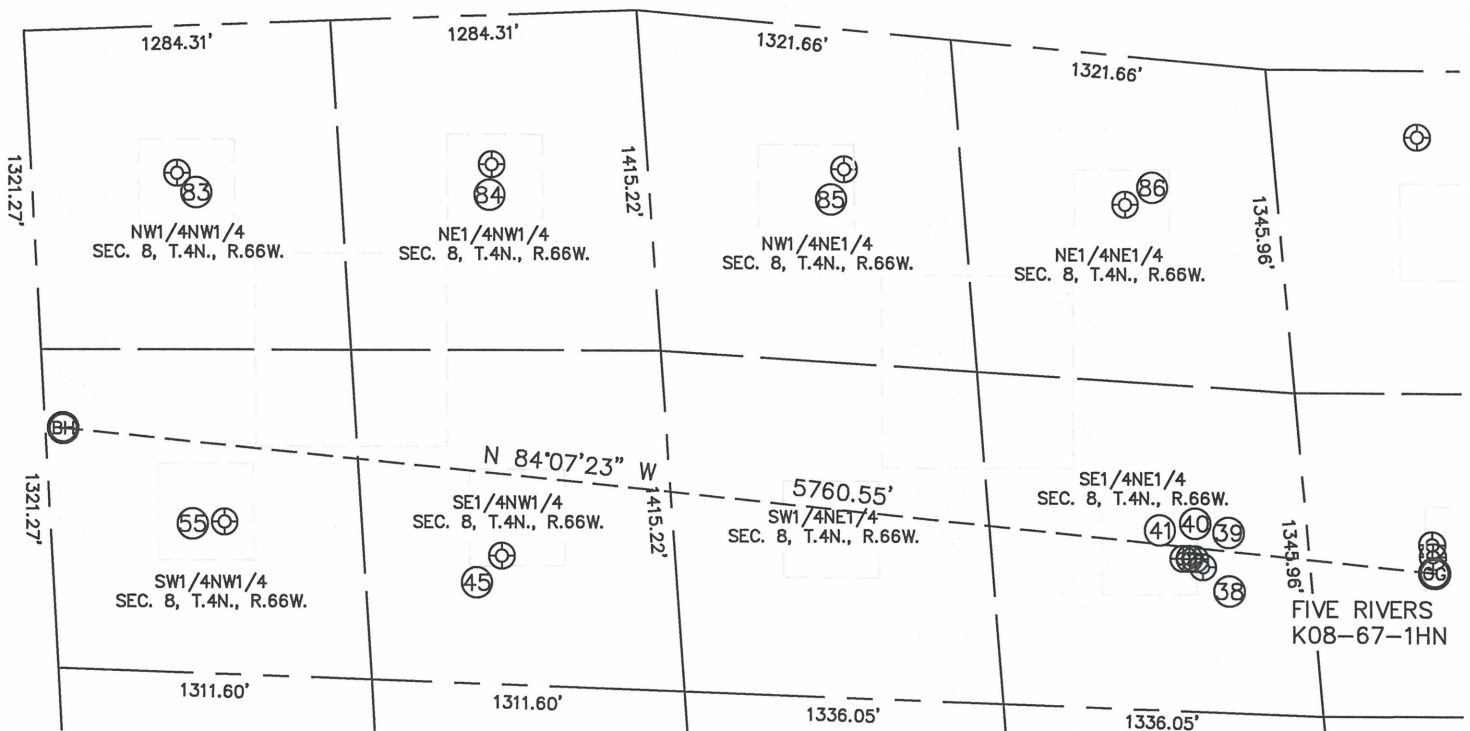 1284.31'
1284.31'
1321.66'
1321.66'
1321.27'
1415.22'
1345.96'
83
84
85
86
NW1/4NW1/4
SEC. 8, T.4N., R.66W.
NE1/4NW1/4
SEC. 8, T.4N., R.66W.
NW1/4NE1/4
SEC. 8, T.4N., R.66W.
NE1/4NE1/4
SEC. 8, T.4N., R.66W.
BH
N 84°07'23" W
5760.55'
1321.27'
1415.22'
1345.96'
55
SW1/4NW1/4
SEC. 8, T.4N., R.66W.
SE1/4NW1/4
SEC. 8, T.4N., R.66W.
45
SW1/4NE1/4
SEC. 8, T.4N., R.66W.
SE1/4NE1/4
SEC. 8, T.4N., R.66W.
41
40
39
38
FIVE RIVERS
K08-67-1HN
1311.60'
1311.60'
1336.05'
1336.05'